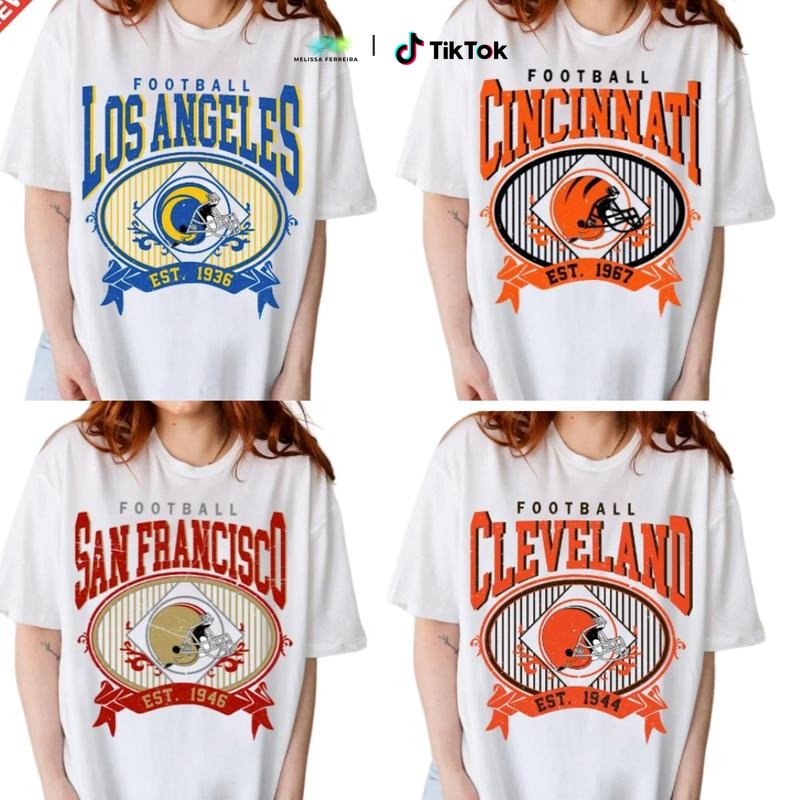 NEW
MELISSA FERREIRA
TikTok
FOOTBALL
LOS ANGELES
EST. 1936
FOOTBALL
CINCINNATI
EST. 1967
FOOTBALL
SAN FRANCISCO
EST. 1946
FOOTBALL
CLEVELAND
EST. 1944